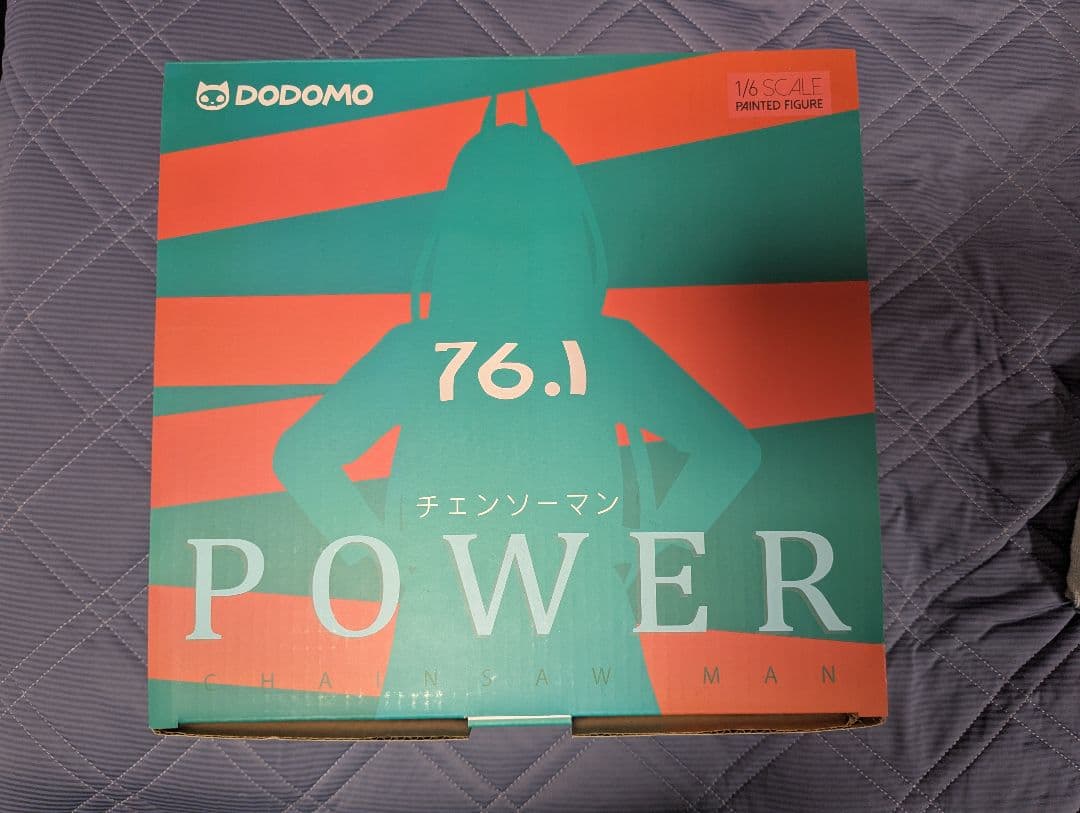 DODOMO
1/6 SCALE
PAINTED FIGURE
76.1
チェンソーマン
POWER
CHAINSAW MAN